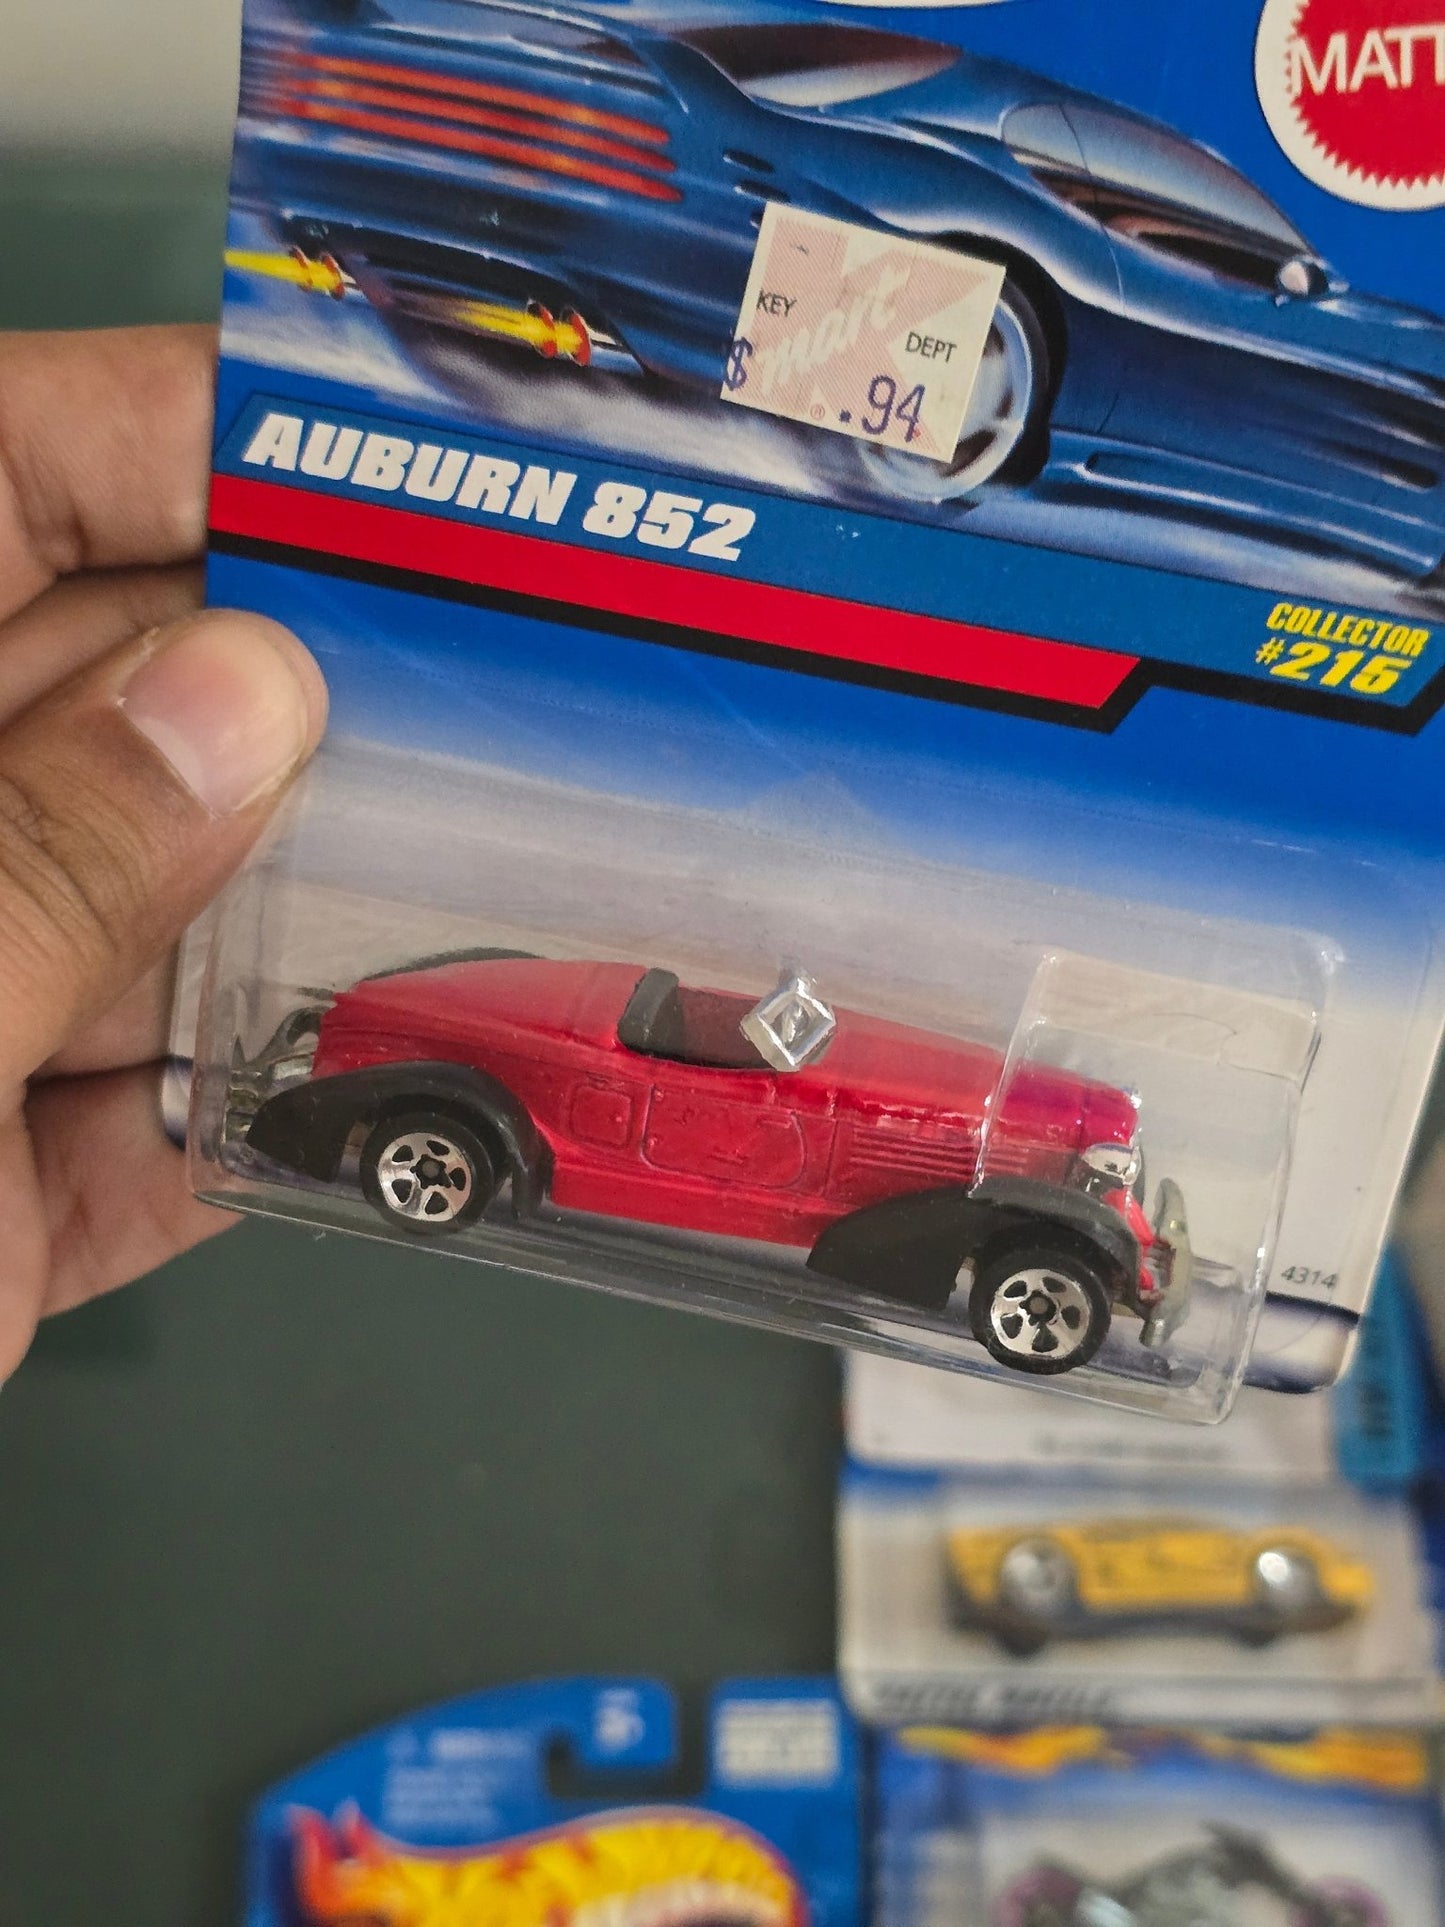 MATT
KEY
Kmart
DEPT
$ .94
®
AUBURN 852
COLLECTOR
#215
4314